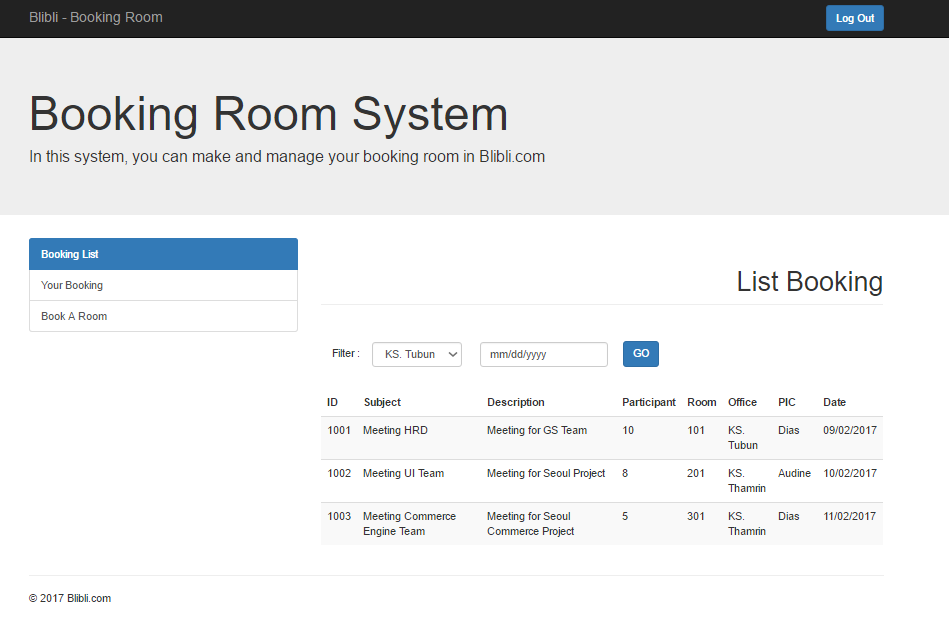 Blibli - Booking Room
Log Out
Booking Room System
In this system, you can make and manage your booking room in Blibli.com
Booking List
Your Booking
Book A Room
List Booking
Filter : KS. Tubun mm/dd/yyyy GO
ID Subject Description Participant Room Office PIC Date
1001 Meeting HRD Meeting for GS Team 10 101 KS. Dias 09/02/2017
Tubun
1002 Meeting UI Team Meeting for Seoul Project 8 201 KS. Audine 10/02/2017
Thamrin
1003 Meeting Commerce Meeting for Seoul 5 301 KS. Dias 11/02/2017
Engine Team Commerce Project Thamrin
© 2017 Blibli.com